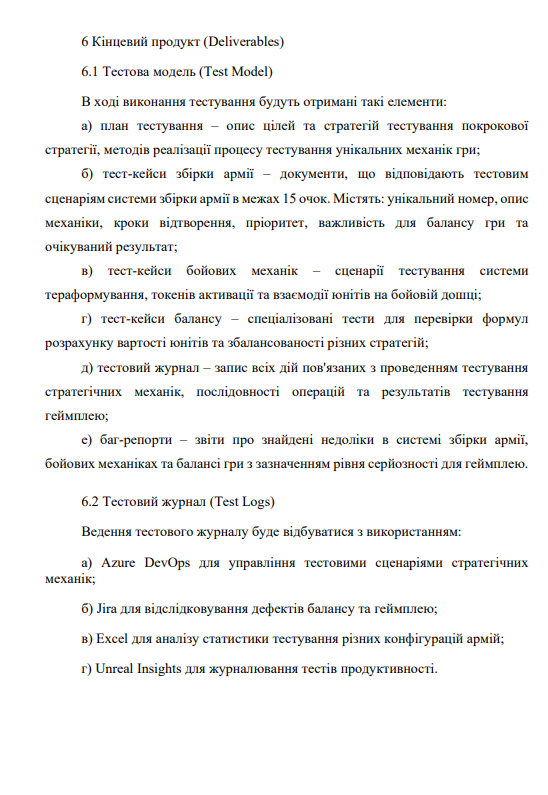 6 Кінцевий продукт (Deliverables)
6.1 Тестова модель (Test Model)
В ході виконання тестування будуть отримані такі елементи:
а) план тестування – опис цілей та стратегій тестування покрокової
стратегії, методів реалізації процесу тестування унікальних механік гри;
б) тест-кейси збірки армії – документи, що відповідають тестовим
сценаріям системи збірки армії в межах 15 очок. Містять: унікальний номер, опис
механіки, кроки відтворення, пріоритет, важливість для балансу гри та
очікуваний результат;
в) тест-кейси бойових механік – сценарії тестування системи
тераформування, токенів активації та взаємодії юнітів на бойовій дошці;
г) тест-кейси балансу – спеціалізовані тести для перевірки формул
розрахунку вартості юнітів та збалансованості різних стратегій;
д) тестовий журнал – запис всіх дій пов'язаних з проведенням тестування
стратегічних механік, послідовності операцій та результатів тестування
геймплею;
е) баг-репорти – звіти про знайдені недоліки в системі збірки армії,
бойових механіках та балансі гри з зазначенням рівня серйозності для геймплею.
6.2 Тестовий журнал (Test Logs)
Ведення тестового журналу буде відбуватися з використанням:
а) Azure DevOps для управління тестовими сценаріями стратегічних
механік;
б) Jira для відслідковування дефектів балансу та геймплею;
в) Excel для аналізу статистики тестування різних конфігурацій армій;
г) Unreal Insights для журналювання тестів продуктивності.